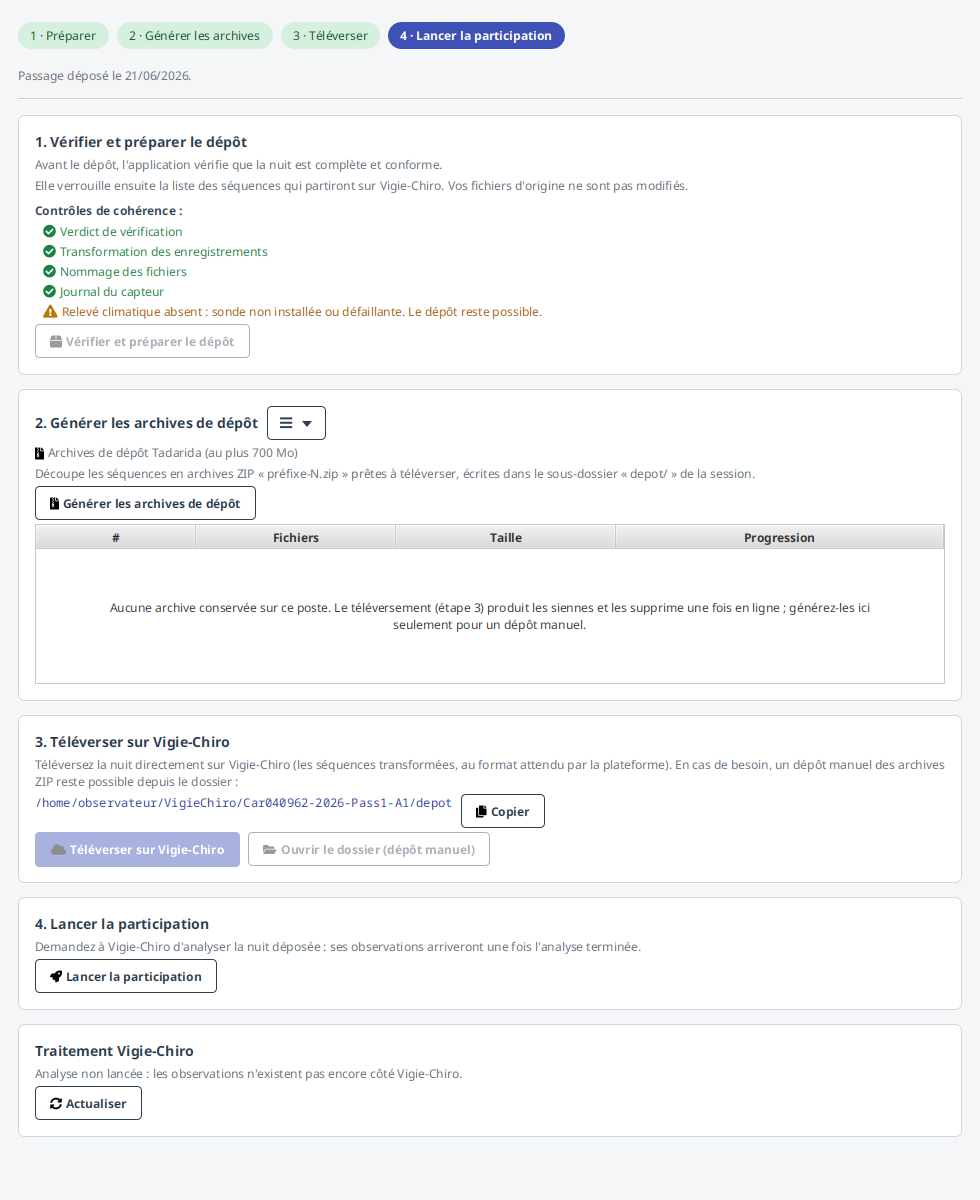 1 · Préparer
2 · Générer les archives
3 · Téléverser
4 · Lancer la participation
Passage déposé le 21/06/2026.
1. Vérifier et préparer le dépôt
Avant le dépôt, l'application vérifie que la nuit est complète et conforme.
Elle verrouille ensuite la liste des séquences qui partiront sur Vigie-Chiro. Vos fichiers d'origine ne sont pas modifiés.
Contrôles de cohérence :
Verdict de vérification
Transformation des enregistrements
Nommage des fichiers
Journal du capteur
Relevé climatique absent : sonde non installée ou défaillante. Le dépôt reste possible.
Vérifier et préparer le dépôt
2. Générer les archives de dépôt
Archives de dépôt Tadarida (au plus 700 Mo)
Découpe les séquences en archives ZIP « préfixe-N.zip » prêtes à téléverser, écrites dans le sous-dossier « depot/ » de la session.
Générer les archives de dépôt
# Fichiers Taille Progression
Aucune archive conservée sur ce poste. Le téléversement (étape 3) produit les siennes et les supprime une fois en ligne ; générez-les ici
seulement pour un dépôt manuel.
3. Téléverser sur Vigie-Chiro
Téléversez la nuit directement sur Vigie-Chiro (les séquences transformées, au format attendu par la plateforme). En cas de besoin, un dépôt manuel des archives
ZIP reste possible depuis le dossier :
/home/observateur/VigieChiro/Car040962-2026-Pass1-A1/depot
Copier
Téléverser sur Vigie-Chiro
Ouvrir le dossier (dépôt manuel)
4. Lancer la participation
Demandez à Vigie-Chiro d'analyser la nuit déposée : ses observations arriveront une fois l'analyse terminée.
Lancer la participation
Traitement Vigie-Chiro
Analyse non lancée : les observations n'existent pas encore côté Vigie-Chiro.
Actualiser